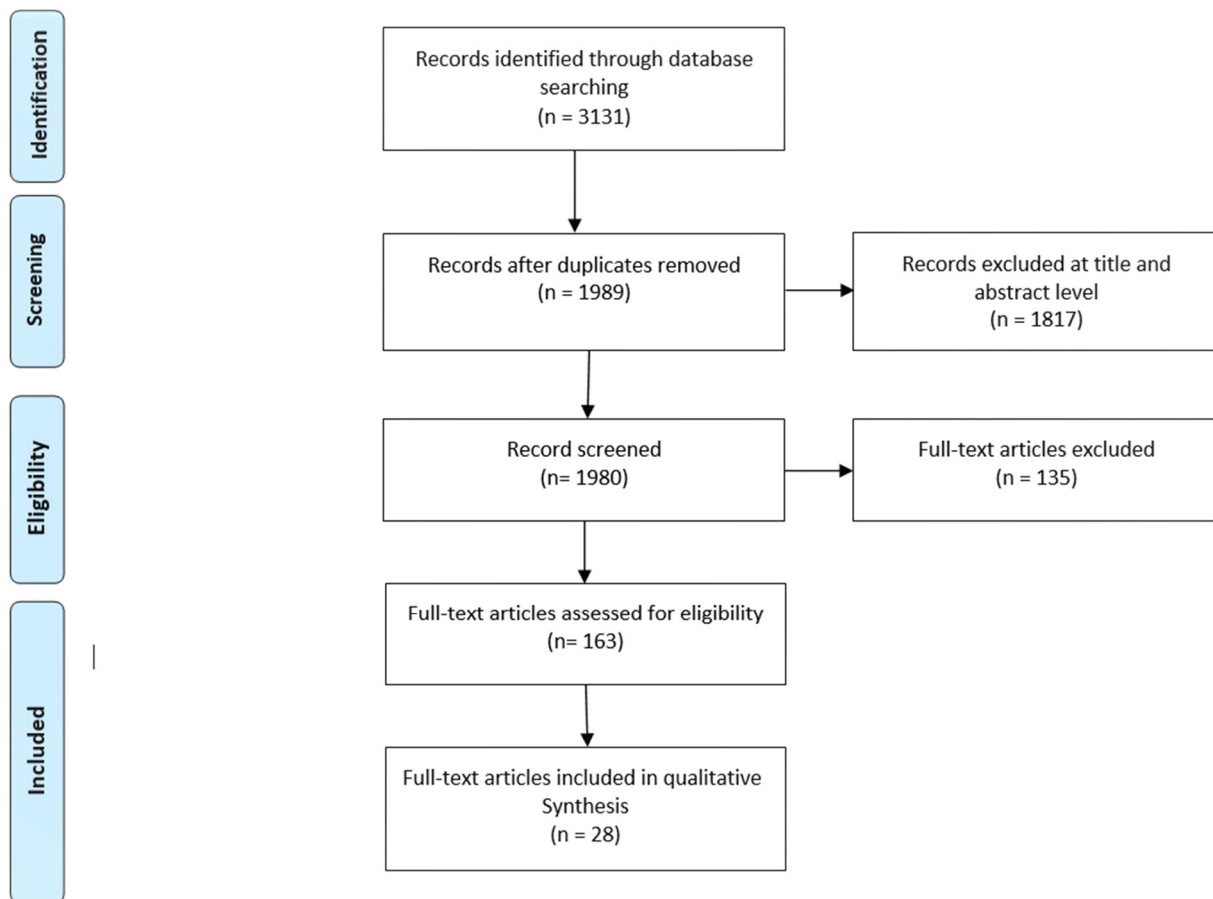 Identification
Records identified through database
searching
(n = 3131)
Screening
Records after duplicates removed
(n = 1989)
Records excluded at title and
abstract level
(n = 1817)
Eligibility
Record screened
(n= 1980)
Full-text articles excluded
(n = 135)
Full-text articles assessed for eligibility
(n= 163)
Included
Full-text articles included in qualitative
Synthesis
(n = 28)